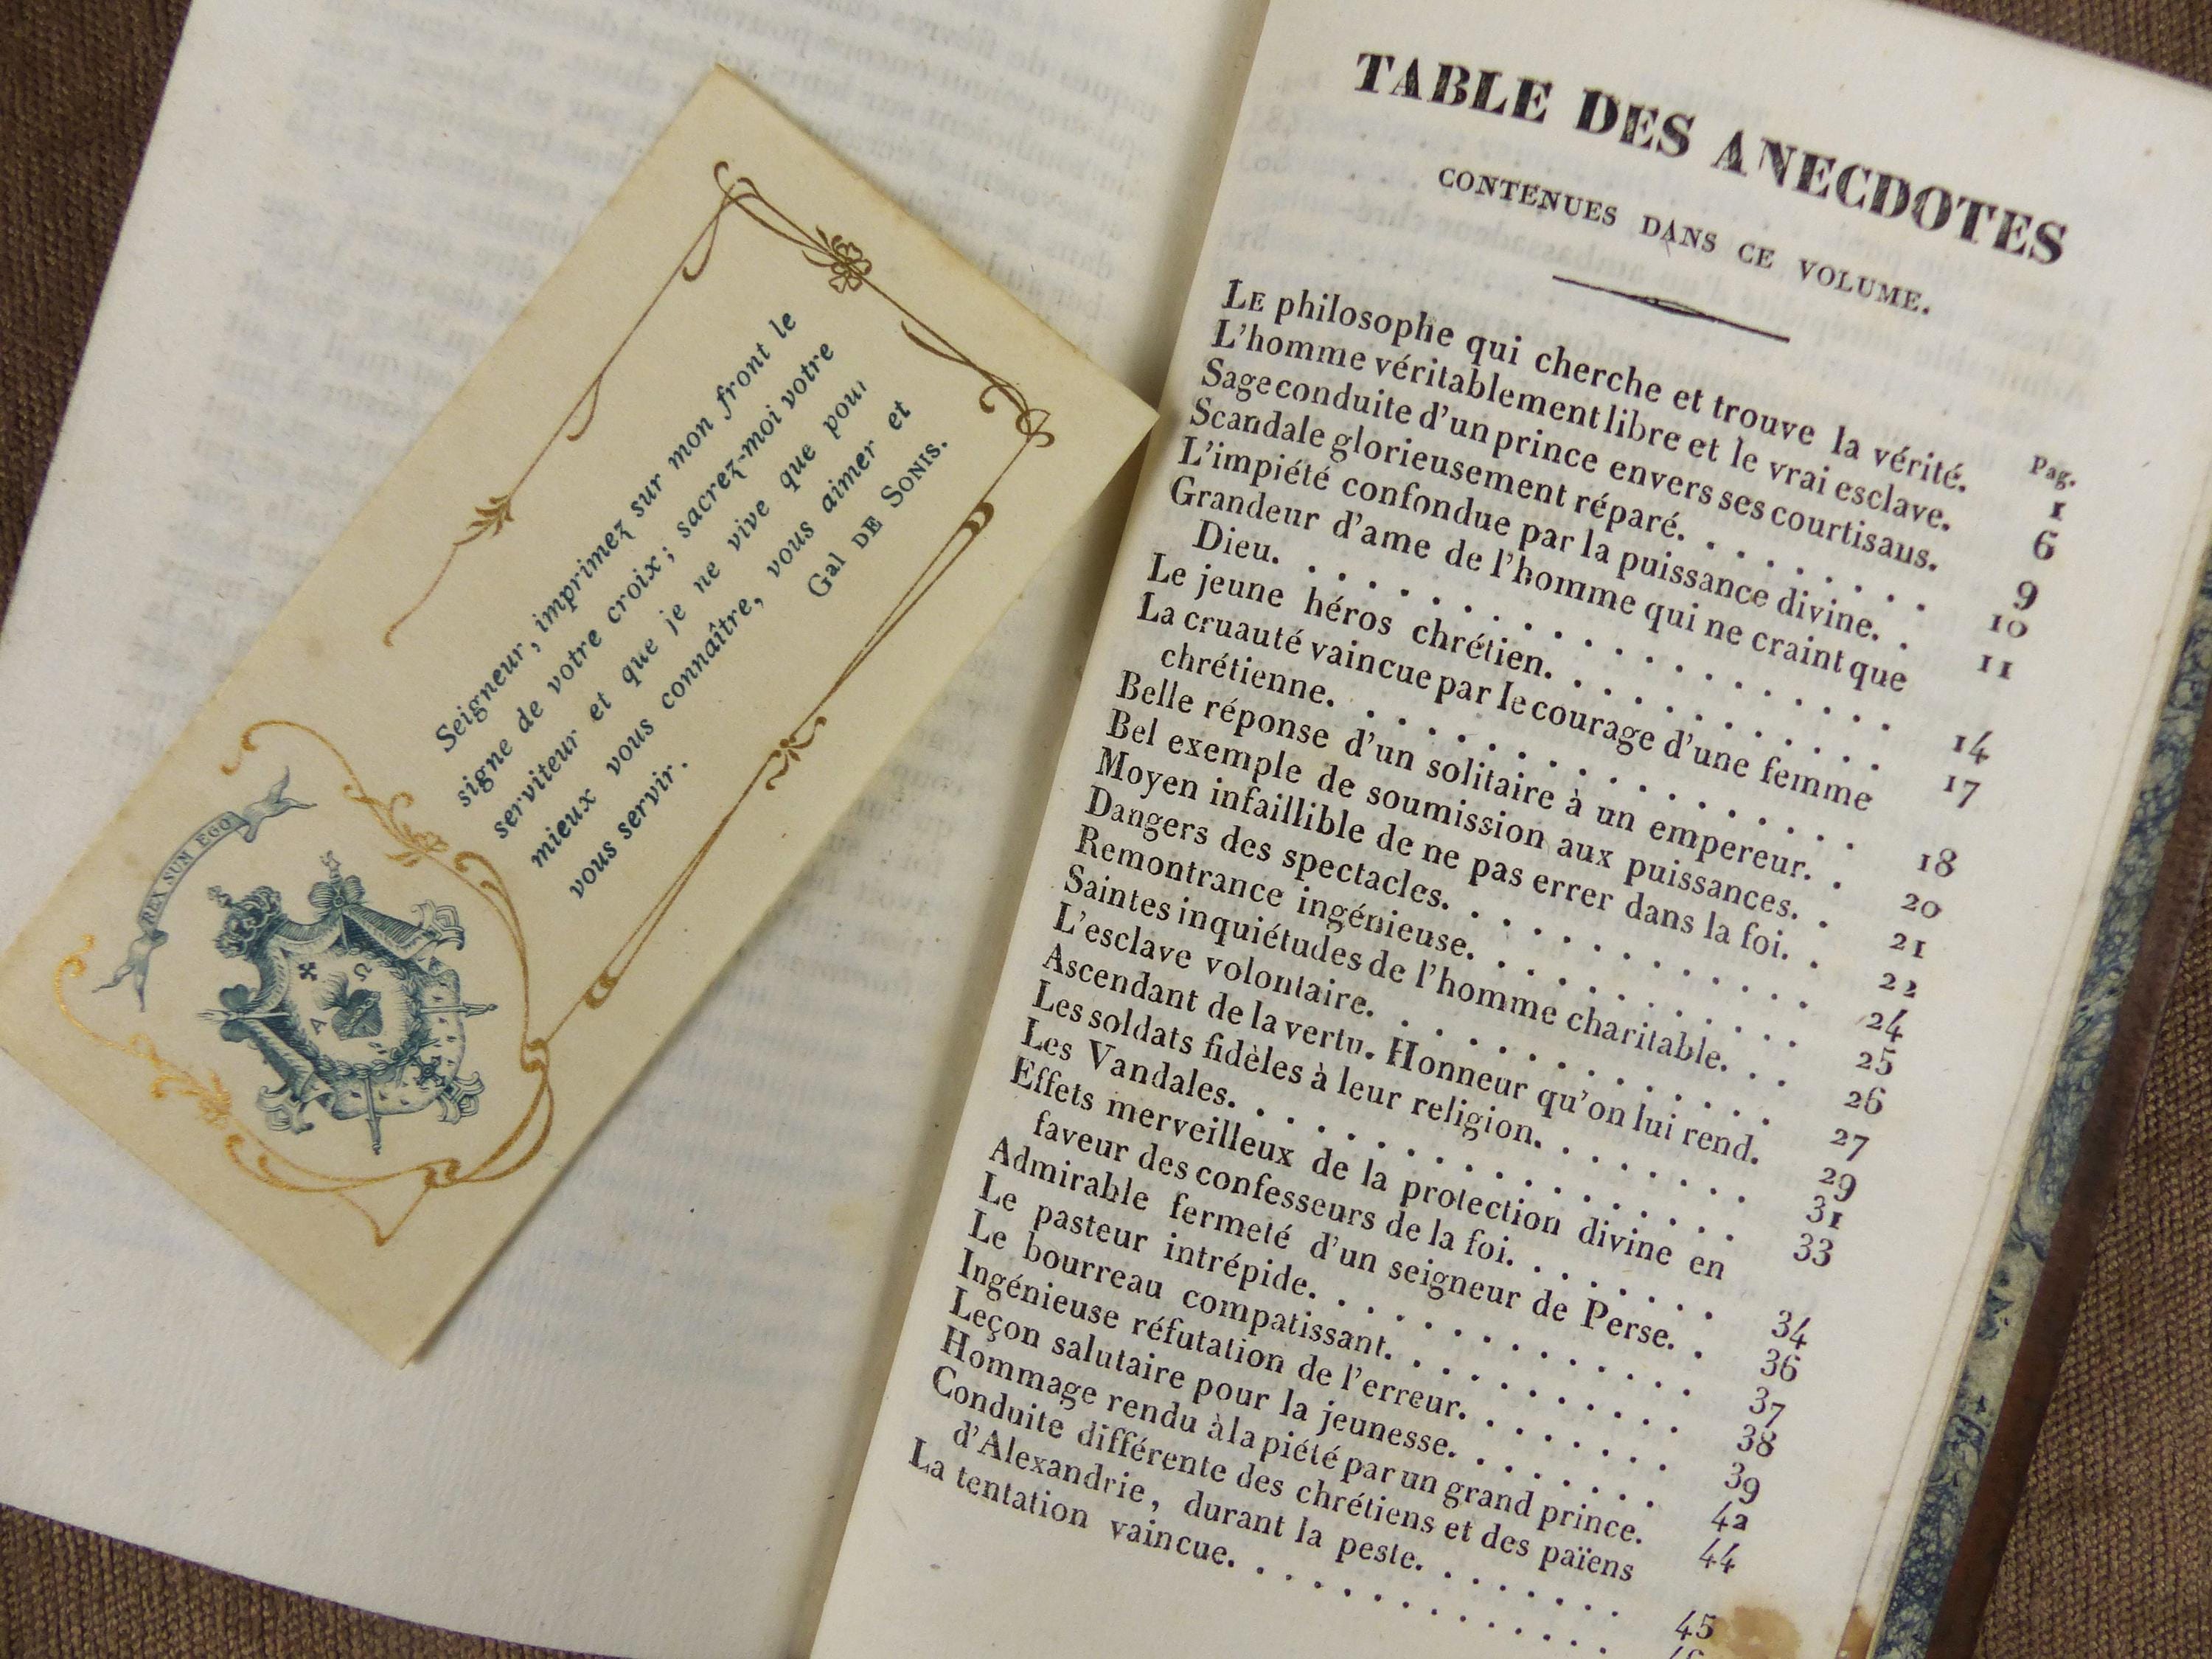 Seigneur, imprimez sur mon front le
signe de votre croix; sacrez-moi votre
serviteur et que je ne vive que pour
mieux vous connaître, vous aimer et
vous servir.
Gal DE SONIS.
REX SUN EGO
A Ω
TABLE DES ANECDOTES
CONTENUES DANS CE VOLUME.
Pag.
LE philosophe qui cherche et trouve la vérité. 1
L'homme véritablement libre et le vrai esclave. 6
Sage conduite d'un prince envers ses courtisans. 9
Scandale glorieusement réparé. . . . . . . . 10
L'impiété confondue par la puissance divine. . 11
Grandeur d'ame de l'homme qui ne craint que
Dieu. . . . . . . . . . . . . . . . . . . . 14
Le jeune héros chrétien. . . . . . . . . . . 17
La cruauté vaincue par le courage d'une femme
chrétienne. . . . . . . . . . . . . . . . . 18
Belle réponse d'un solitaire à un empereur. . 20
Bel exemple de soumission aux puissances. . 21
Moyen infaillible de ne pas errer dans la foi. . 22
Dangers des spectacles. . . . . . . . . . . . 24
Remontrance ingénieuse. . . . . . . . . . . 25
Saintes inquiétudes de l'homme charitable. . . 26
L'esclave volontaire. . . . . . . . . . . . . 27
Ascendant de la vertu. Honneur qu'on lui rend. 29
Les soldats fidèles à leur religion. . . . . . . . 31
Les Vandales. . . . . . . . . . . . . . . . . 33
Effets merveilleux de la protection divine en
faveur des confesseurs de la foi. . . . . . . . 34
Admirable fermeté d'un seigneur de Perse. . 36
Le pasteur intrépide. . . . . . . . . . . . . 37
Le bourreau compatissant. . . . . . . . . . . 38
Ingénieuse réfutation de l'erreur. . . . . . . . 39
Leçon salutaire pour la jeunesse. . . . . . . . 42
Hommage rendu à la piété par un grand prince. 44
Conduite différente des chrétiens et des païens
d'Alexandrie, durant la peste. . . . . . . . 45
La tentation vaincue. . . . . . . . . . . . .